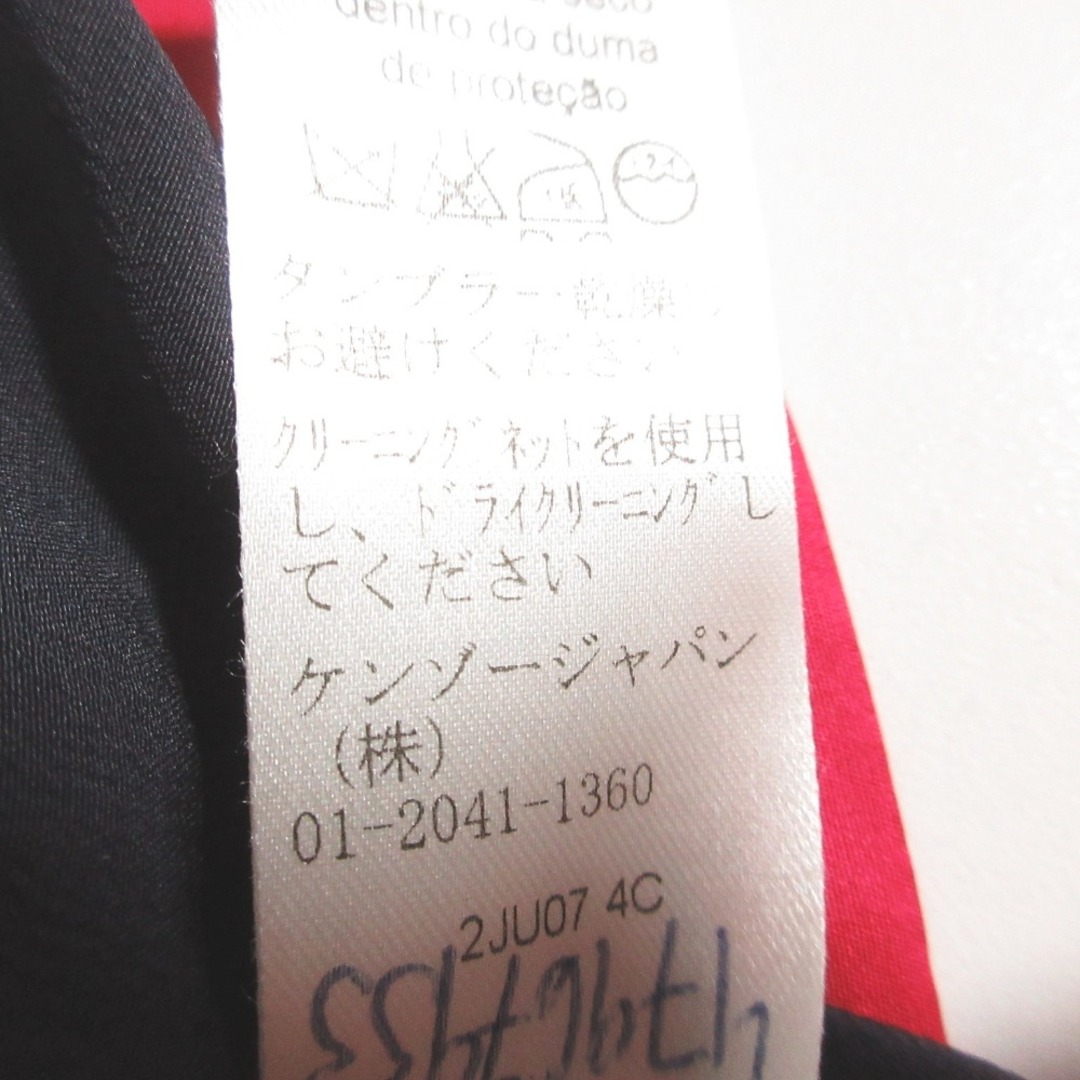 seco
dentro do duma
de proteção
タンブラー乾燥は
お避けください
クリーニングネットを使用
し、ドライクリーニングし
てください
ケンゾージャパン
(株)
01-2041-1360
2JU07 4C